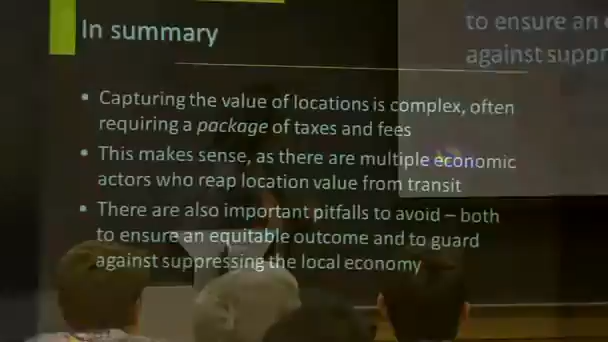 In summary
to ensure an
against suppr
• Capturing the value of locations is complex, often
requiring a package of taxes and fees
• This makes sense, as there are multiple economic
actors who reap location value from transit
• There are also important pitfalls to avoid – both
to ensure an equitable outcome and to guard
against suppressing the local economy